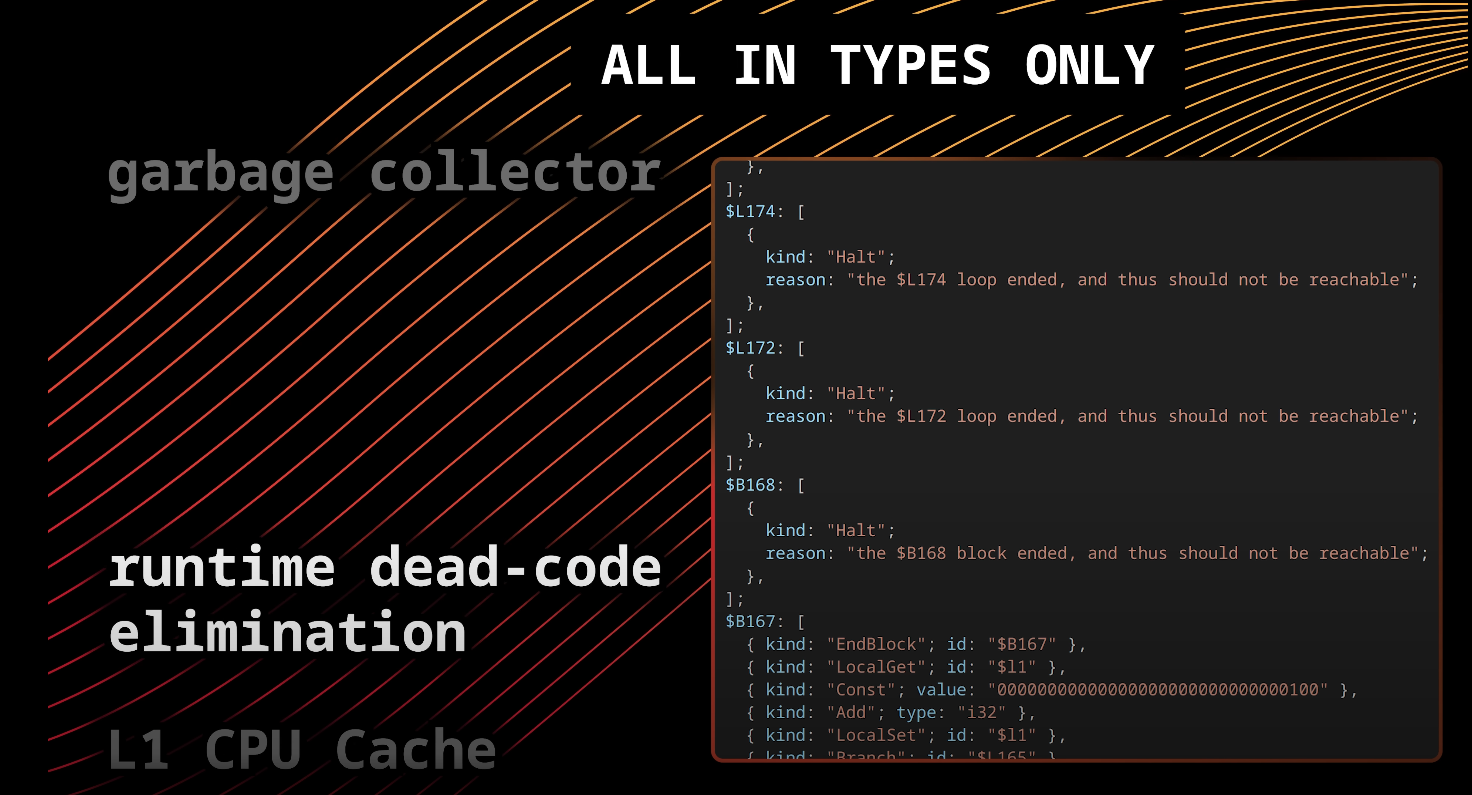 ALL IN TYPES ONLY
garbage collector
runtime dead-code
elimination
L1 CPU Cache
},
];
$L174: [
{
kind: "Halt";
reason: "the $L174 loop ended, and thus should not be reachable";
},
];
$L172: [
{
kind: "Halt";
reason: "the $L172 loop ended, and thus should not be reachable";
},
];
$B168: [
{
kind: "Halt";
reason: "the $B168 block ended, and thus should not be reachable";
},
];
$B167: [
{ kind: "EndBlock"; id: "$B167" },
{ kind: "LocalGet"; id: "$l1" },
{ kind: "Const"; value: "00000000000000000000000000000100" },
{ kind: "Add"; type: "i32" },
{ kind: "LocalSet"; id: "$l1" },
{ kind: "Branch"; id: "$L165" }